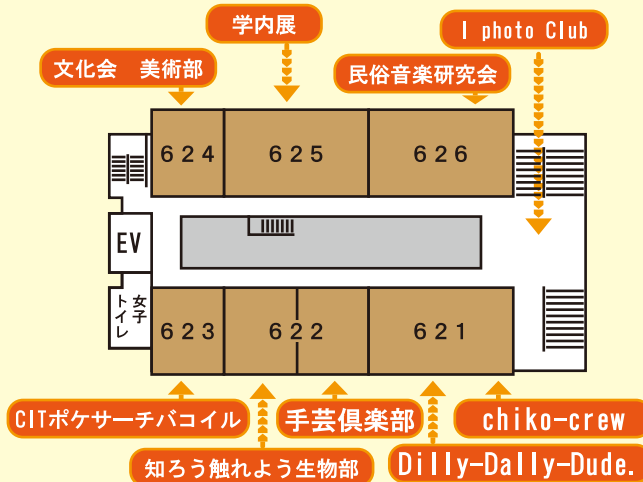 学内展
I photo Club
文化会 美術部
民俗音楽研究会
624
625
626
EV
女子トイレ
623
622
621
CITポケサーチバコイル
手芸倶楽部
chiko-crew
知ろう触れよう生物部
Dilly-Dally-Dude.